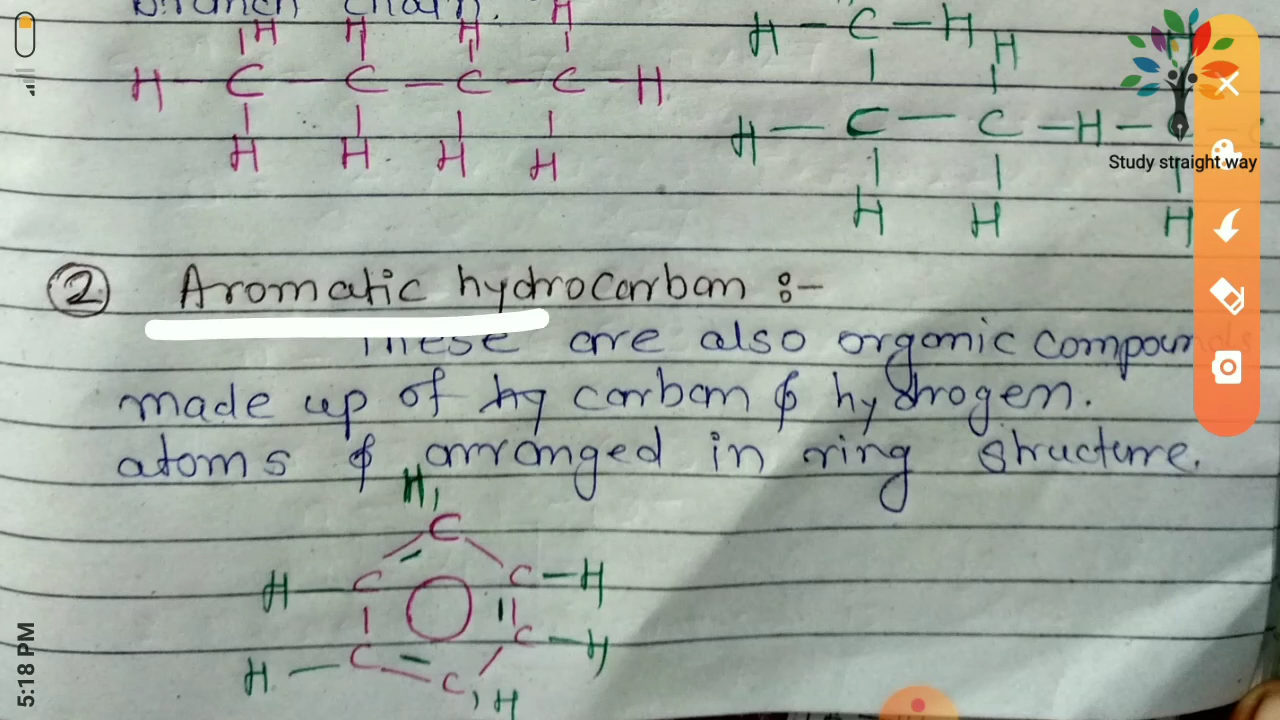 branch chain.
H H H H
H — C — C — C — C — H
H H H H
H — C — H
H H
H — C — C — H — C
H H H
Study straight way
② Aromatic hydrocarbon :-
These are also organic compounds
made up of hy carbon & hydrogen.
atoms & arranged in ring structure.
H
C
H C C H
C H
H C
C H
5:18 PM